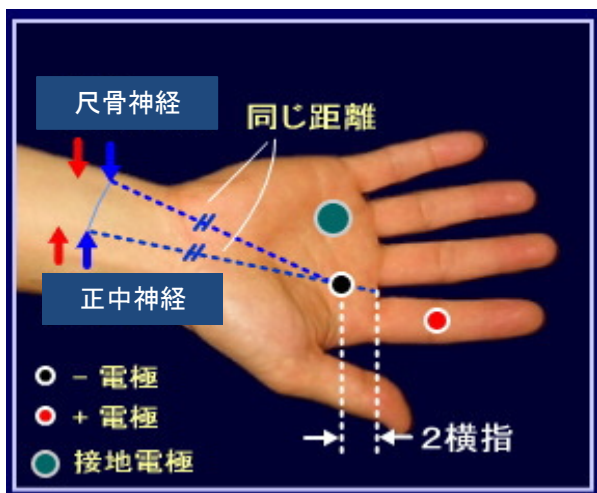 尺骨神経
同じ距離
正中神経
- 電極
+ 電極
接地電極
2横指